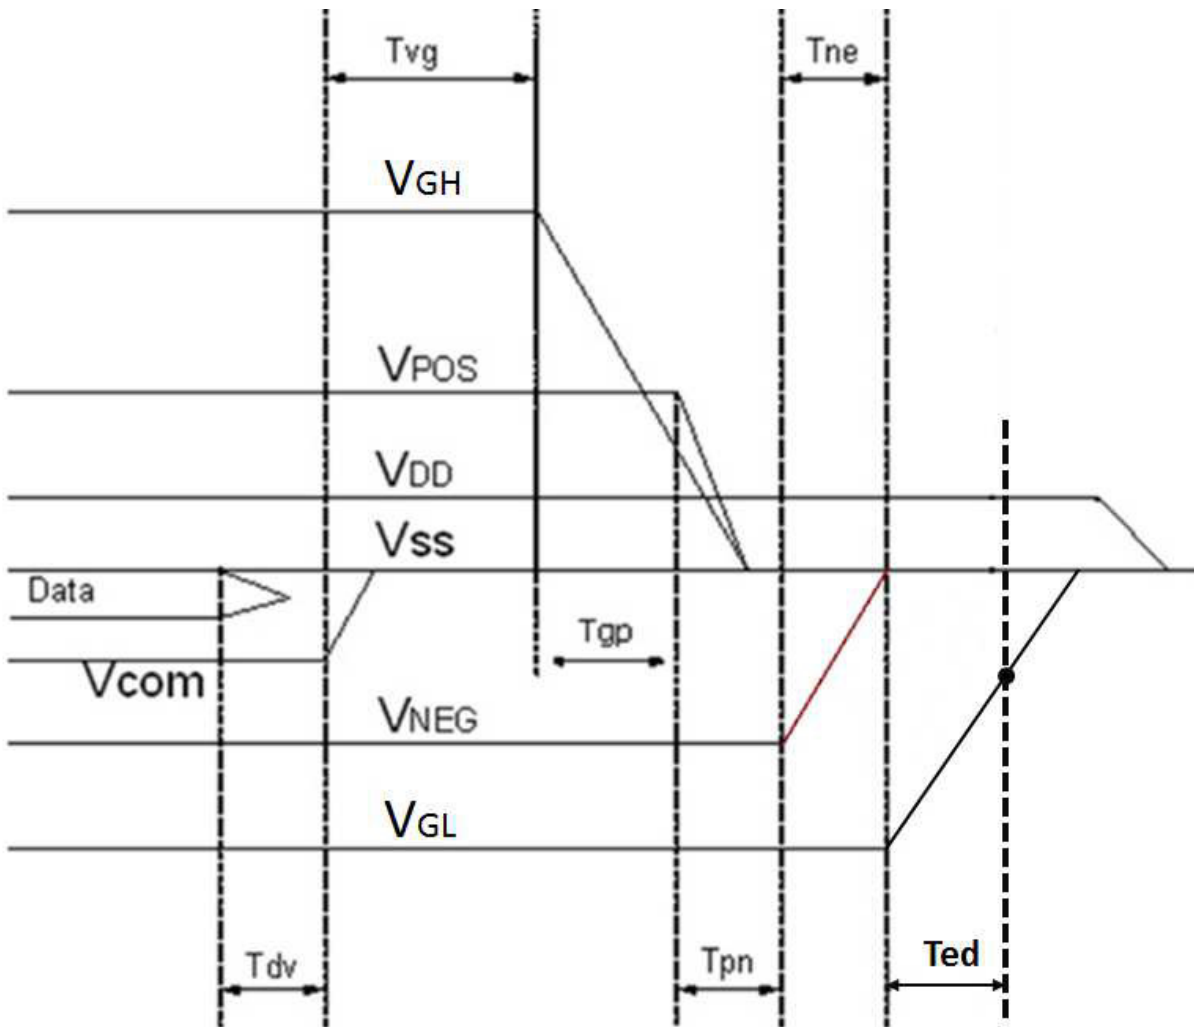 Tvg
Tne
VGH
VPOS
VDD
Vss
Data
Tgp
Vcom
VNEG
VGL
Tdv
Tpn
Ted